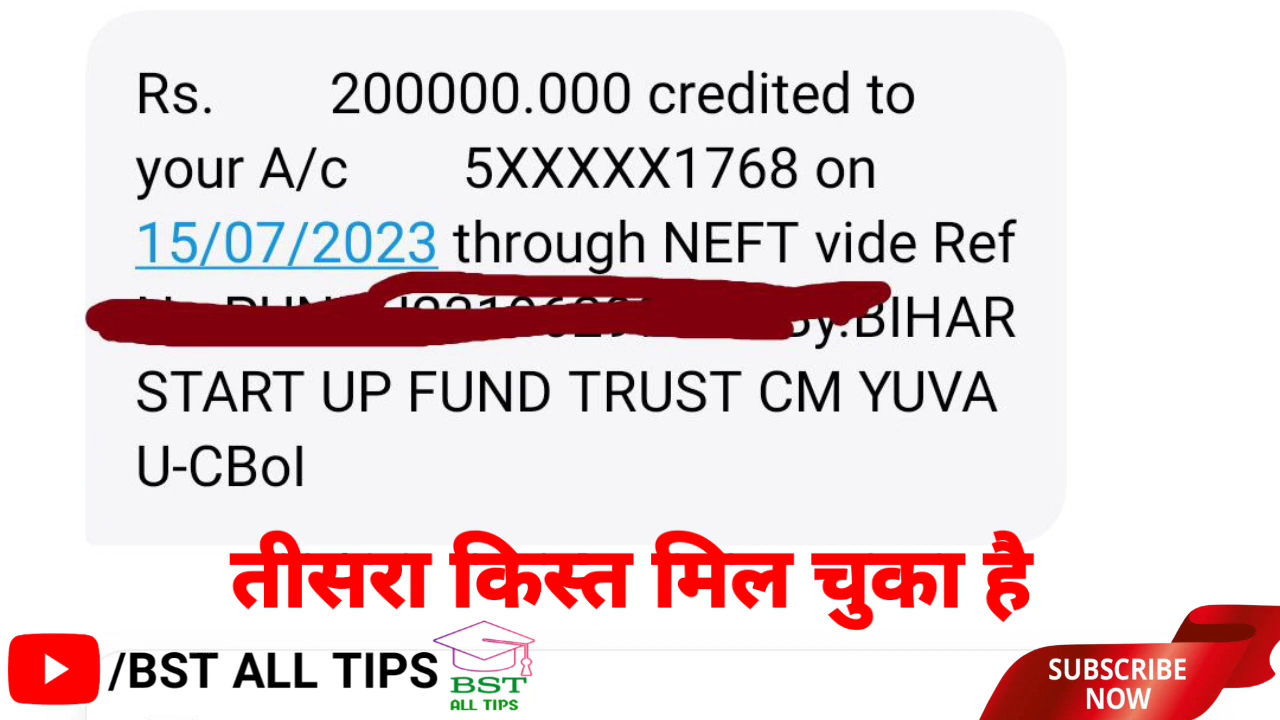 Rs. 200000.000 credited to
your A/c 5XXXXX1768 on
15/07/2023 through NEFT vide Ref
By:BIHAR
START UP FUND TRUST CM YUVA
U-CBoI
तीसरा किस्त मिल चुका है
/BST ALL TIPS
BST
ALL TIPS
SUBSCRIBE
NOW